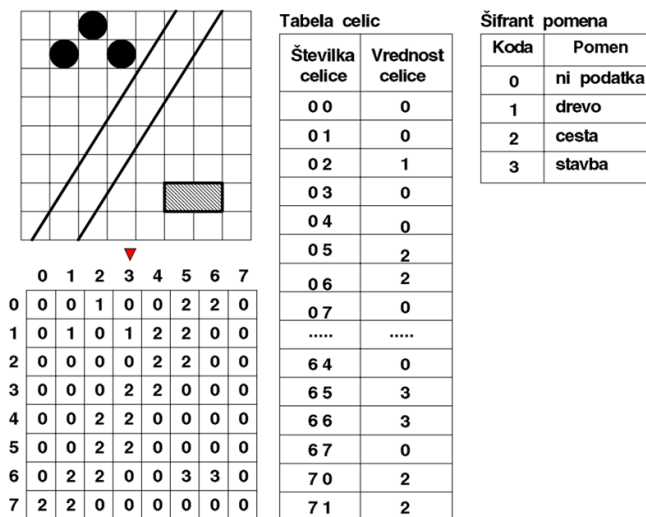 Tabela celic
Številka celice Vrednost celice
0 0 0
0 1 0
0 2 1
0 3 0
0 4 0
0 5 2
0 6 2
0 7 0
..... .....
6 4 0
6 5 3
6 6 3
6 7 0
7 0 2
7 1 2
Šifrant pomena
Koda Pomen
0 ni podatka
1 drevo
2 cesta
3 stavba
0 1 2 3 4 5 6 7
0 0 0 1 0 0 2 2 0
1 0 1 0 1 2 2 0 0
2 0 0 0 0 2 2 0 0
3 0 0 0 2 2 0 0 0
4 0 0 2 2 0 0 0 0
5 0 0 2 2 0 0 0 0
6 0 2 2 0 0 3 3 0
7 2 2 0 0 0 0 0 0